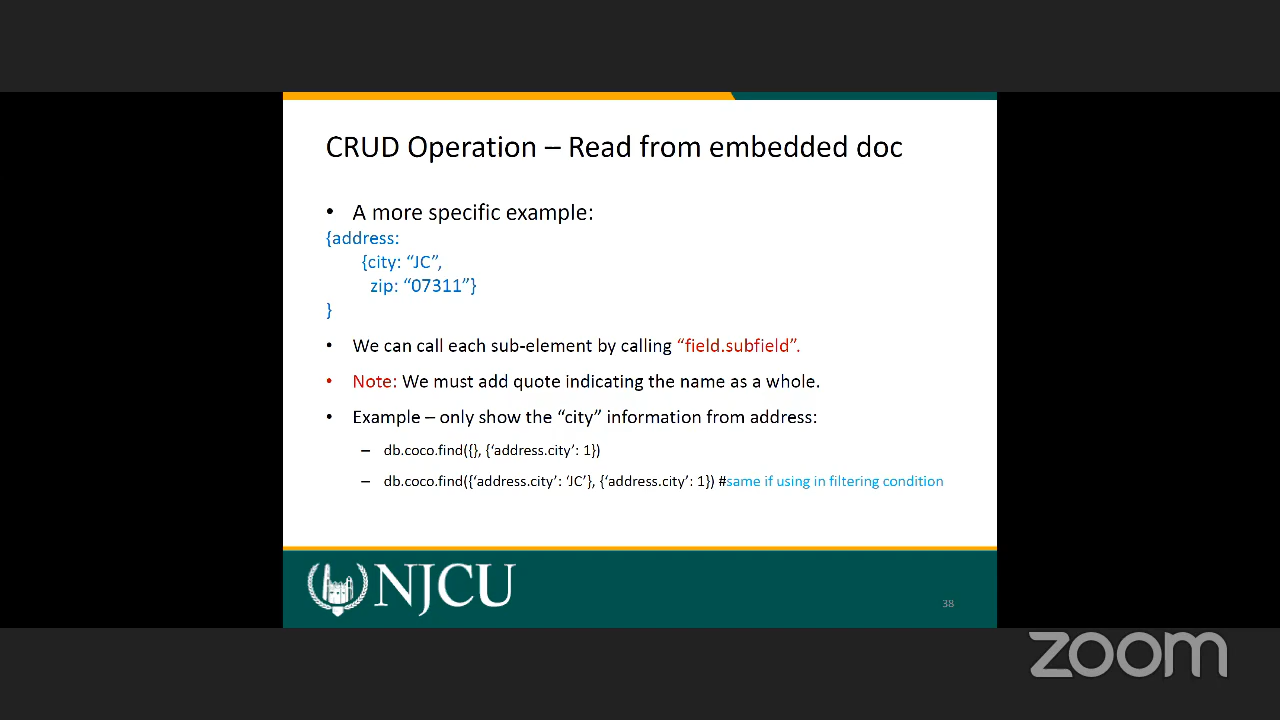 CRUD Operation – Read from embedded doc
• A more specific example:
{address:
{city: “JC”,
zip: “07311”}
}
• We can call each sub-element by calling “field.subfield”.
• Note: We must add quote indicating the name as a whole.
• Example – only show the “city” information from address:
– db.coco.find({}, {‘address.city’: 1})
– db.coco.find({‘address.city’: ‘JC’}, {‘address.city’: 1}) #same if using in filtering condition
NJCU
38
zoom